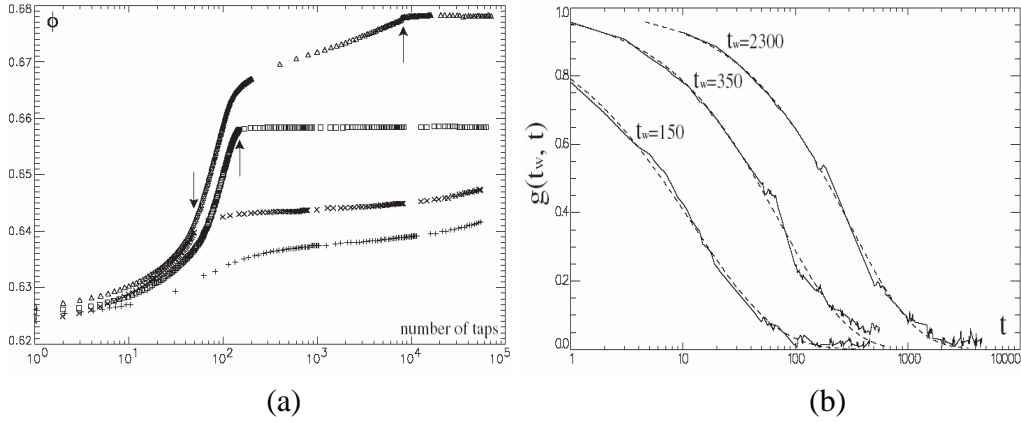 0.68
ϕ
0.67
0.66
0.65
0.64
0.63
0.62
number of taps
10^0 10^1 10^2 10^3 10^4 10^5
(a)
1.0
0.8
0.6
0.4
0.2
0.0
g(t_w, t)
t_w=2300
t_w=350
t_w=150
t
1 10 100 1000 10000
(b)